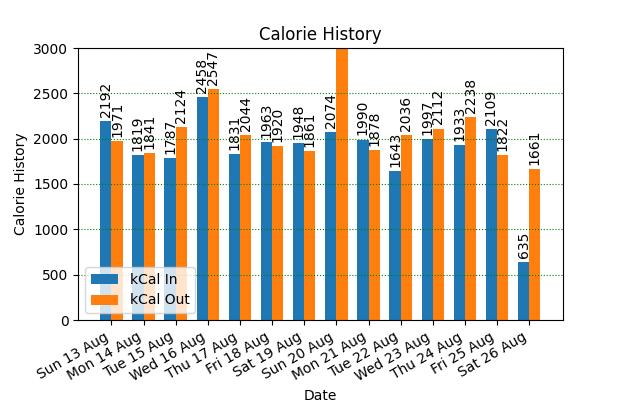 Calorie History
Calorie History
3000
2500
2000
1500
1000
500
0
2192
1971
1819
1841
1787
2124
2458
2547
1831
2044
1963
1920
1948
1861
2074
1990
1878
1643
2036
1997
2112
1933
2238
2109
1822
635
1661
kCal In
kCal Out
Sun 13 Aug
Mon 14 Aug
Tue 15 Aug
Wed 16 Aug
Thu 17 Aug
Fri 18 Aug
Sat 19 Aug
Sun 20 Aug
Mon 21 Aug
Tue 22 Aug
Wed 23 Aug
Thu 24 Aug
Fri 25 Aug
Sat 26 Aug
Date